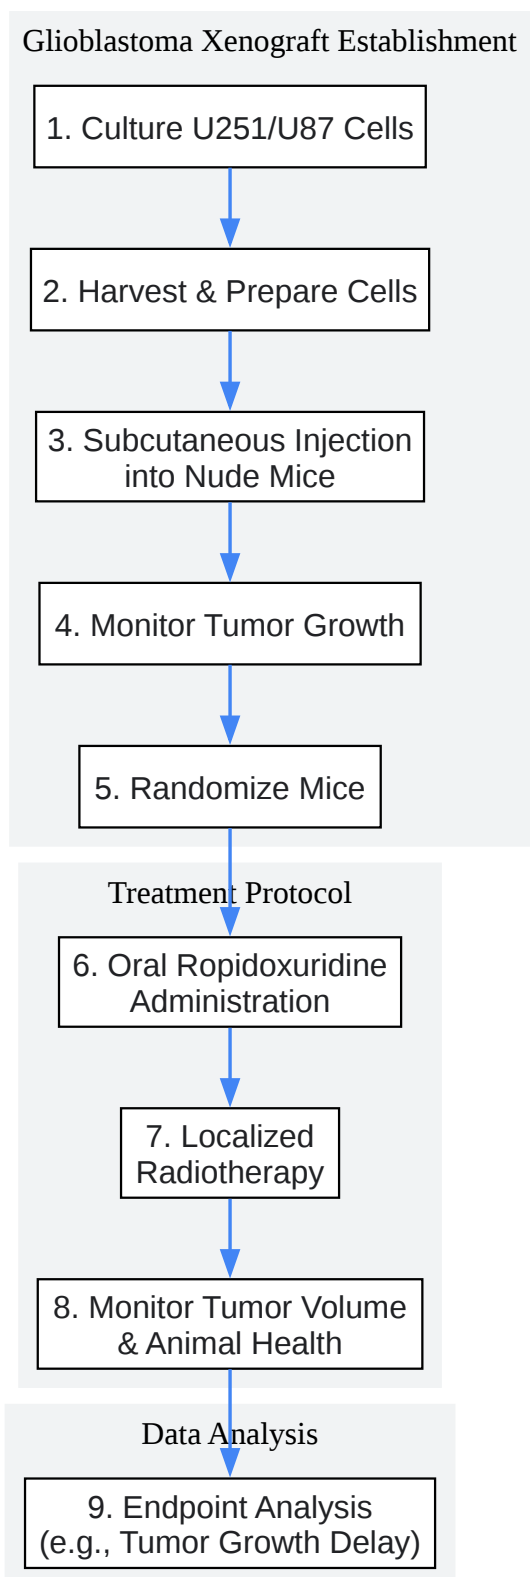 Glioblastoma Xenograft Establishment
1. Culture U251/U87 Cells
2. Harvest & Prepare Cells
3. Subcutaneous Injection
into Nude Mice
4. Monitor Tumor Growth
5. Randomize Mice
Treatment Protocol
6. Oral Ropidoxuridine
Administration
7. Localized
Radiotherapy
8. Monitor Tumor Volume
& Animal Health
Data Analysis
9. Endpoint Analysis
(e.g., Tumor Growth Delay)